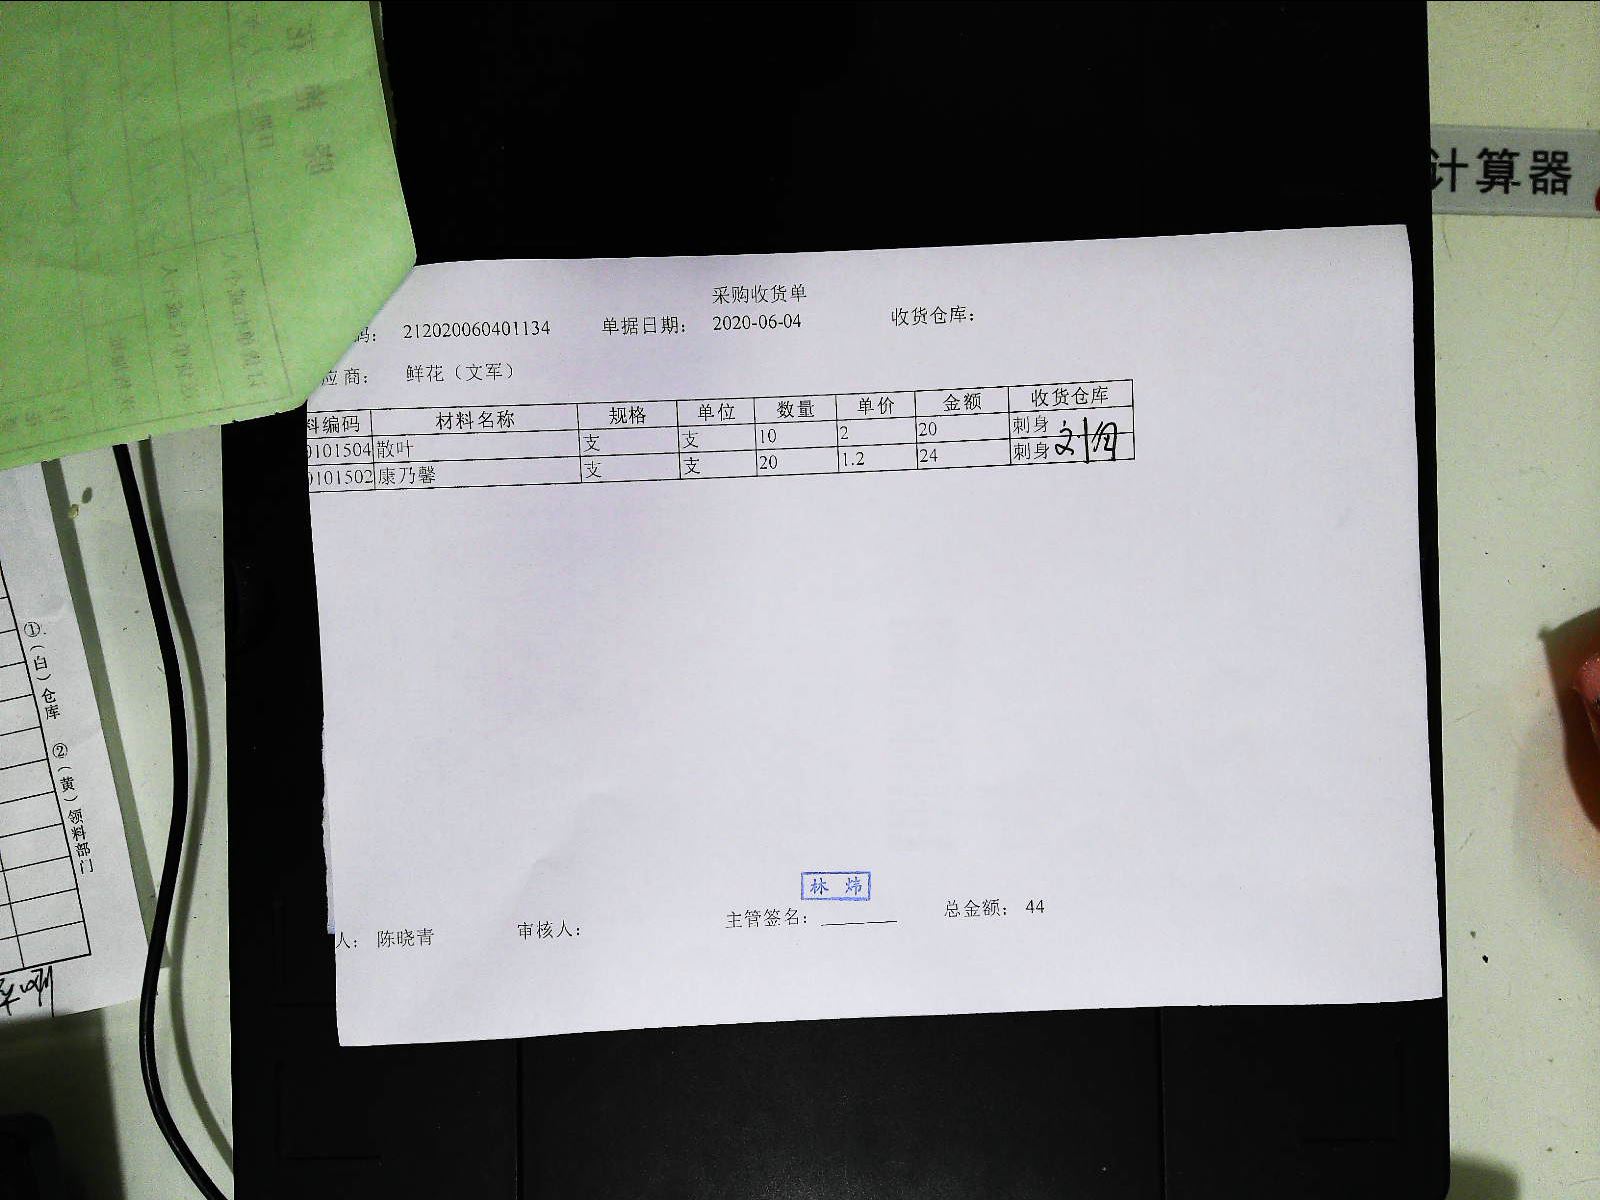 计算器
采购收货单
码: 212020060401134 单据日期: 2020-06-04 收货仓库:
应商: 鲜花（文军）
料编码 材料名称 规格 单位 数量 单价 金额 收货仓库
0101504 散叶 支 支 10 2 20 刺身
0101502 康乃馨 支 支 20 1.2 24 刺身
林 炜
人: 陈晓青 审核人: 主管签名: 总金额: 44
①（白）仓库 ②（黄）领料部门